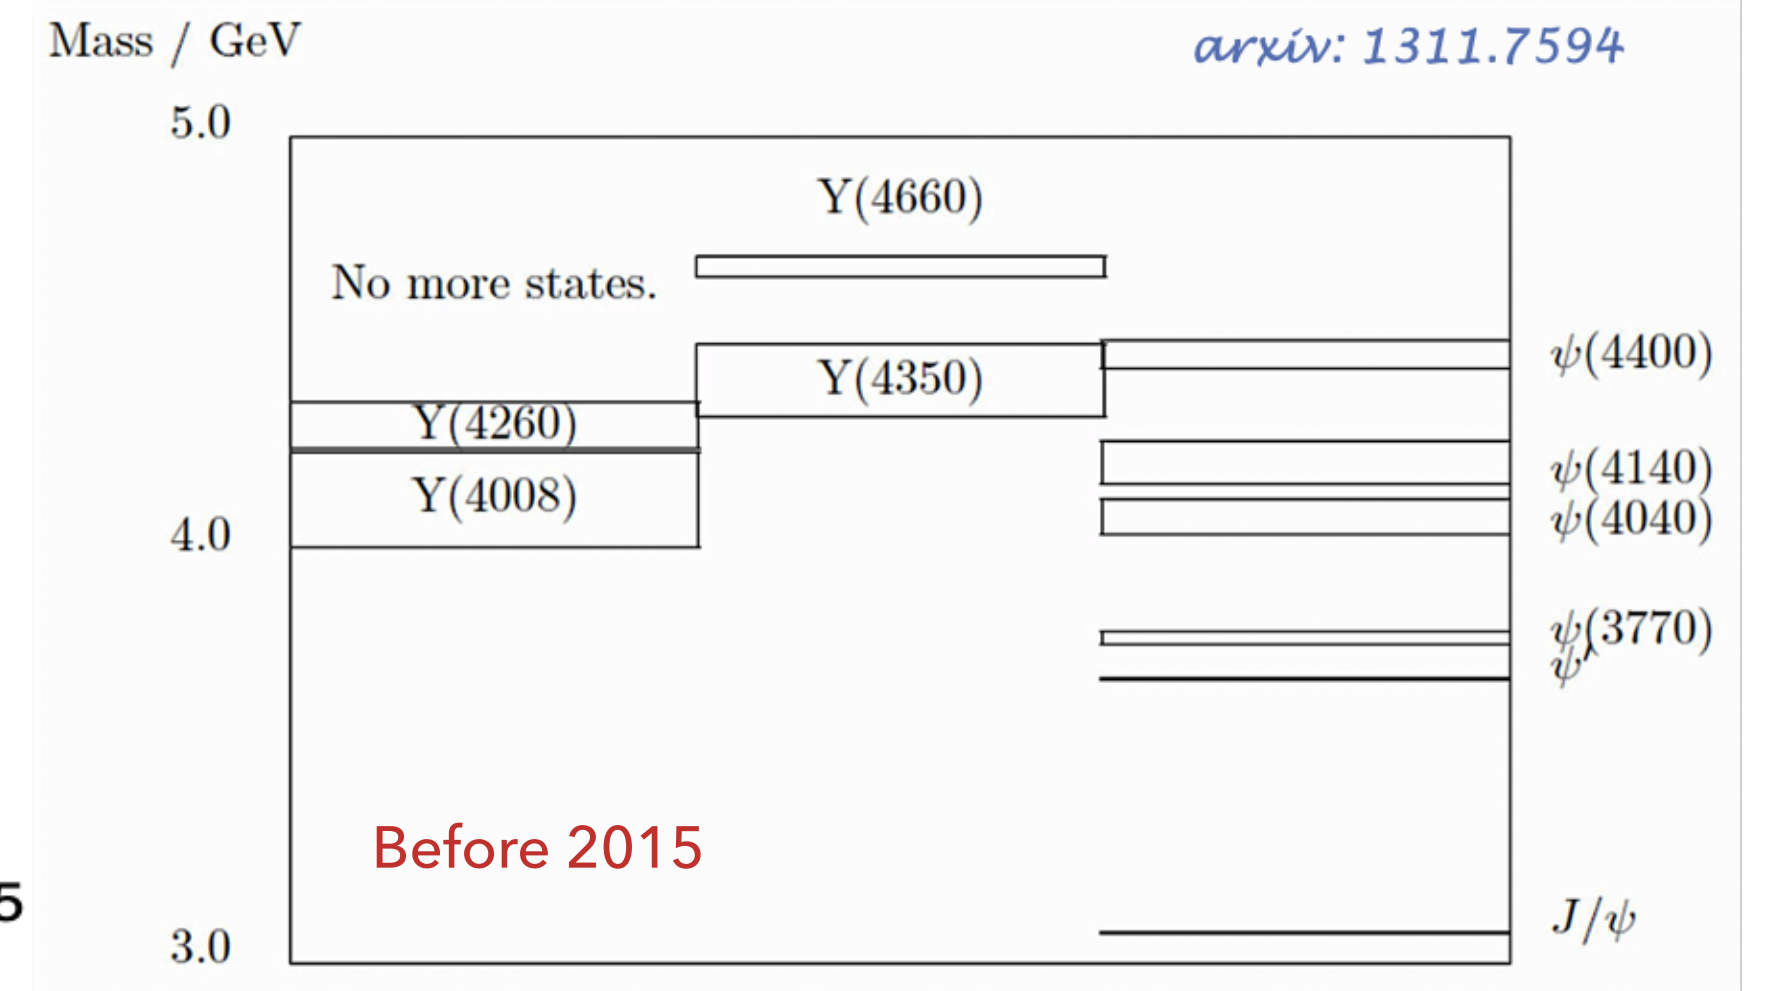 Mass / GeV
arxiv: 1311.7594
5.0
Y(4660)
No more states.
ψ(4400)
Y(4350)
Y(4260)
ψ(4140)
Y(4008)
ψ(4040)
4.0
ψ(3770)
ψ′
Before 2015
5
J/ψ
3.0